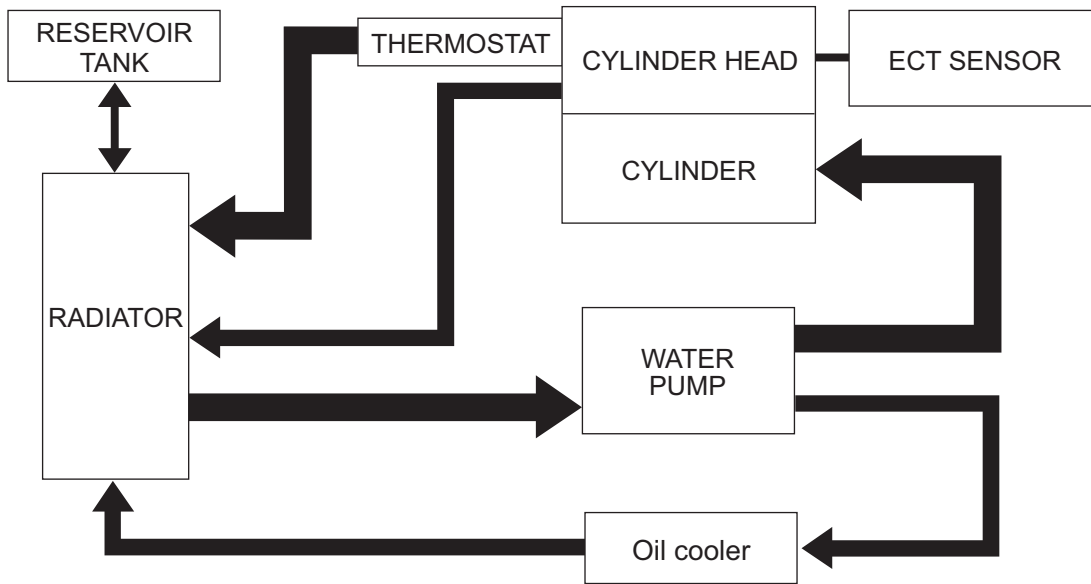 RESERVOIR
TANK
THERMOSTAT
CYLINDER HEAD
ECT SENSOR
CYLINDER
RADIATOR
WATER
PUMP
Oil cooler